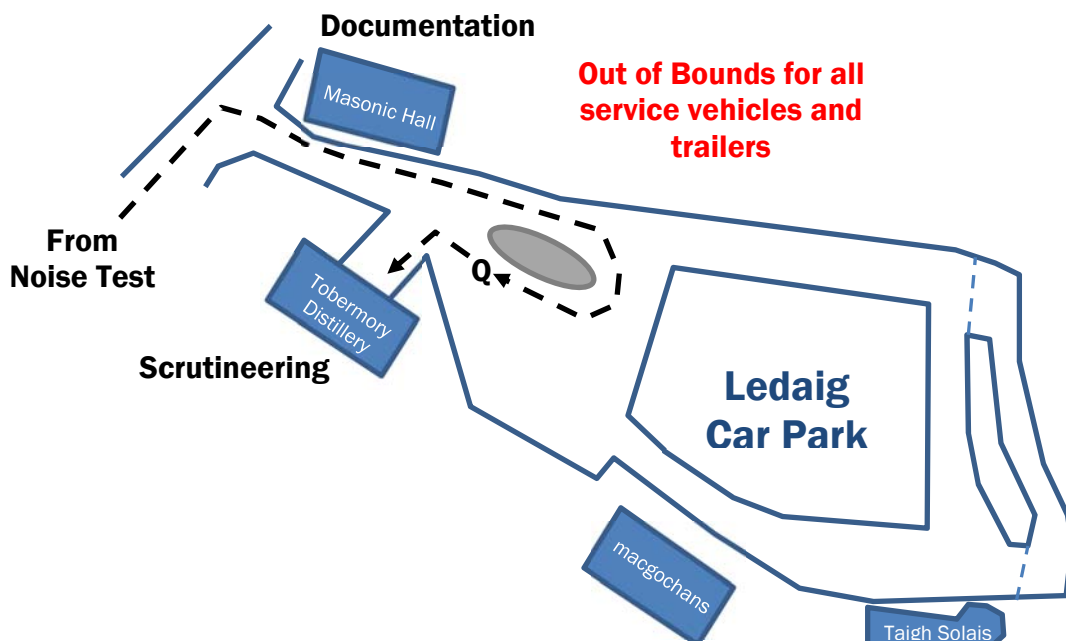 Documentation
Masonic Hall
Out of Bounds for all
service vehicles and
trailers
From
Noise Test
Q
Tobermory
Distillery
Scrutineering
Ledaig
Car Park
macgochans
Taigh Solais